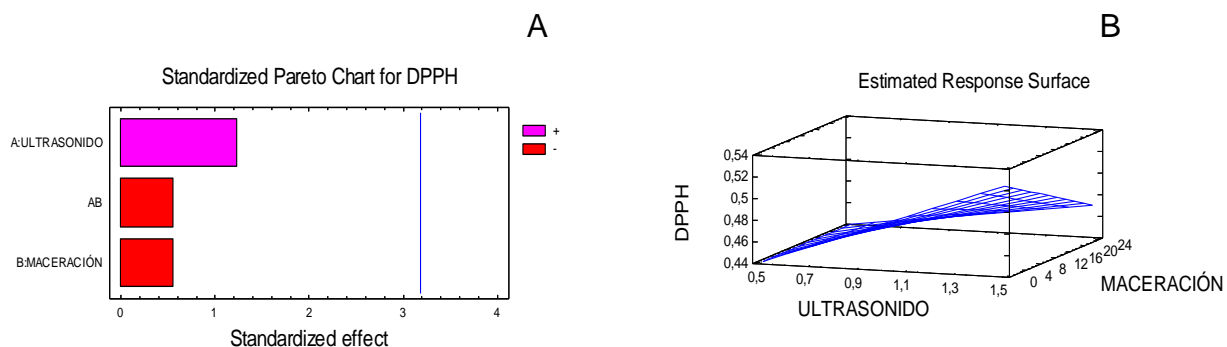 A
Standardized Pareto Chart for DPPH
A:ULTRASONIDO
AB
B:MACERACIÓN
0 1 2 3 4
Standardized effect
+
-
B
Estimated Response Surface
DPPH
0,54
0,52
0,5
0,48
0,46
0,44
0,5 0,7 0,9 1,1 1,3 1,5
ULTRASONIDO
0 4 8 12 16 20 24
MACERACIÓN